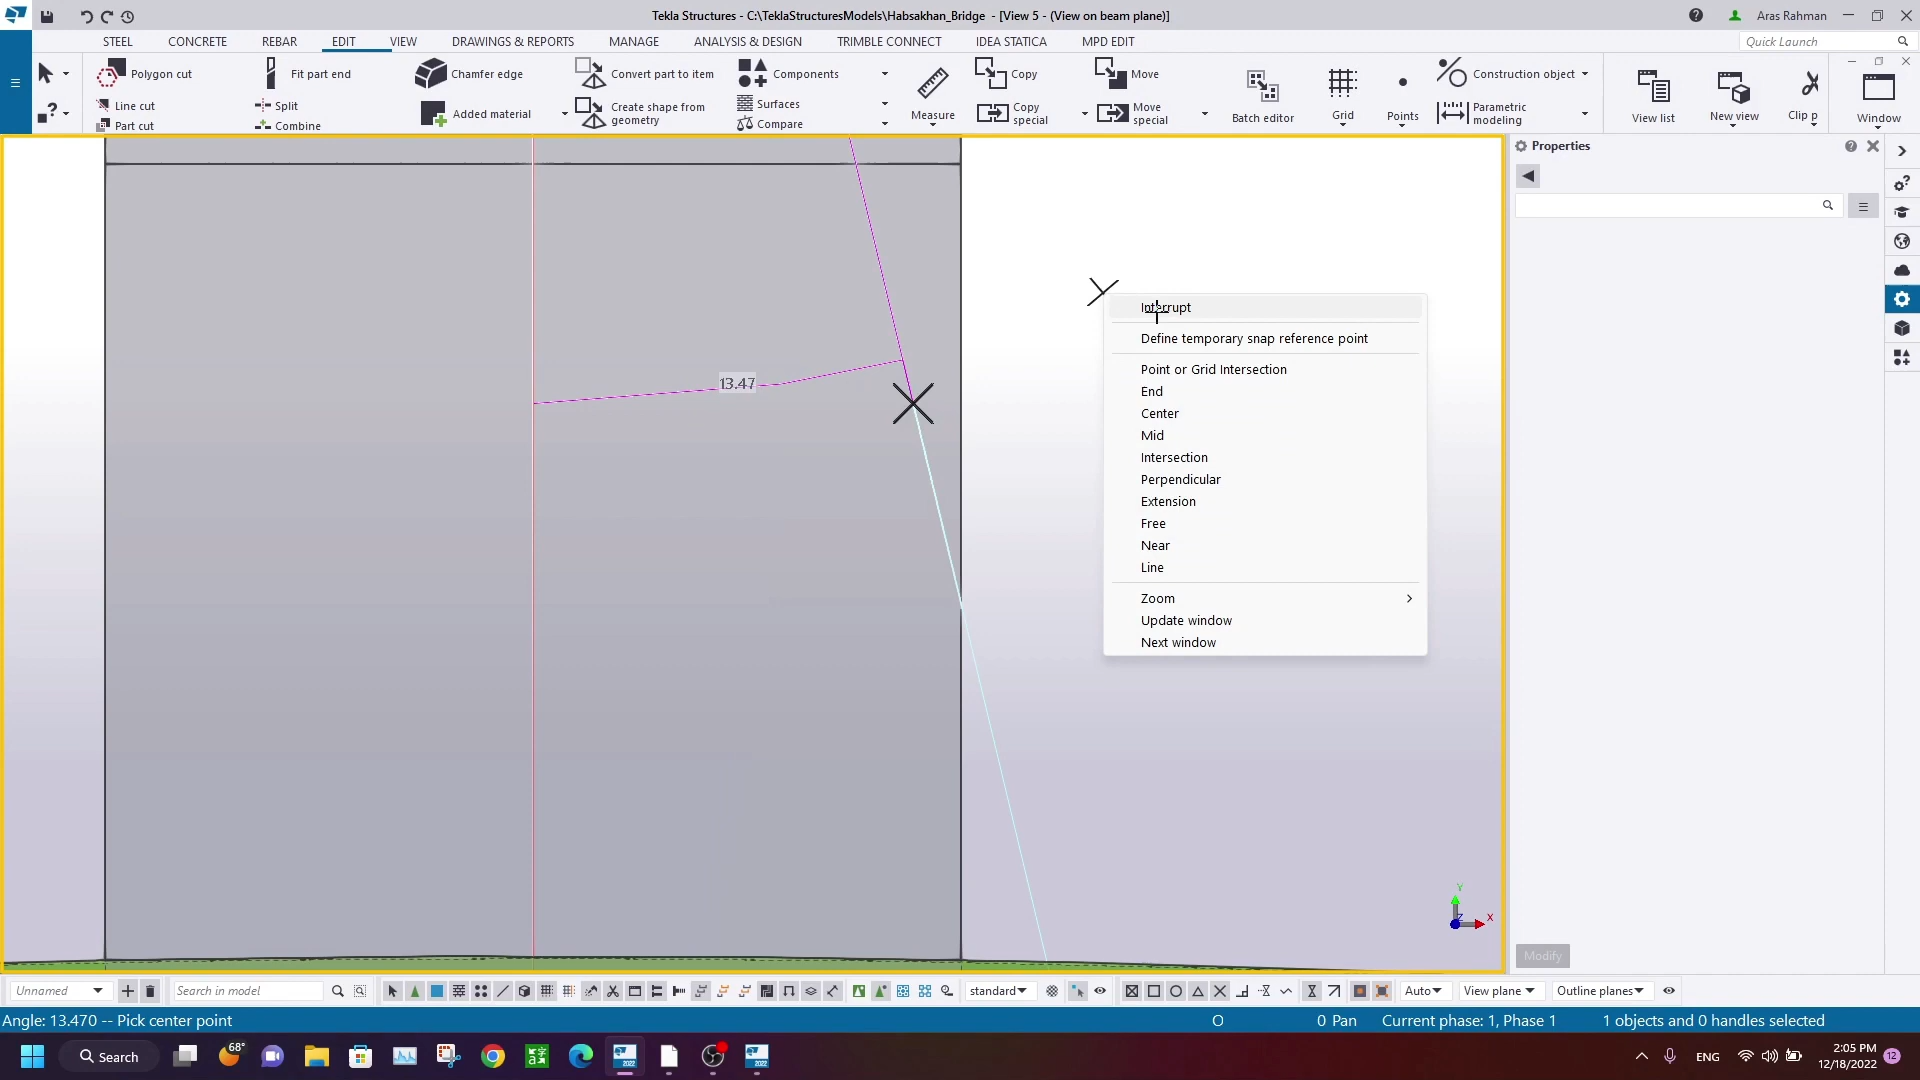 Tekla Structures - C:\TeklaStructuresModels\Habsakhan_Bridge - [View 5 - (View on beam plane)]
Aras Rahman
STEEL CONCRETE REBAR EDIT VIEW DRAWINGS & REPORTS MANAGE ANALYSIS & DESIGN TRIMBLE CONNECT IDEA STATICA MPD EDIT
Quick Launch
Polygon cut
Line cut
Part cut
Fit part end
Split
Combine
Chamfer edge
Added material
Convert part to item
Create shape from
geometry
Components
Surfaces
Compare
Measure
Copy
Copy
special
Move
Move
special
Batch editor
Grid
Points
Construction object
Parametric
modeling
View list
New view
Clip p
Window
Properties
13.47
Interrupt
Define temporary snap reference point
Point or Grid Intersection
End
Center
Mid
Intersection
Perpendicular
Extension
Free
Near
Line
Zoom
Update window
Next window
Y
Z
X
Modify
Unnamed
Search in model
standard
Auto
View plane
Outline planes
Angle: 13.470 -- Pick center point
O
0 Pan
Current phase: 1, Phase 1
1 objects and 0 handles selected
Search
68°
2022
2022
ENG
2:05 PM
12/18/2022
12